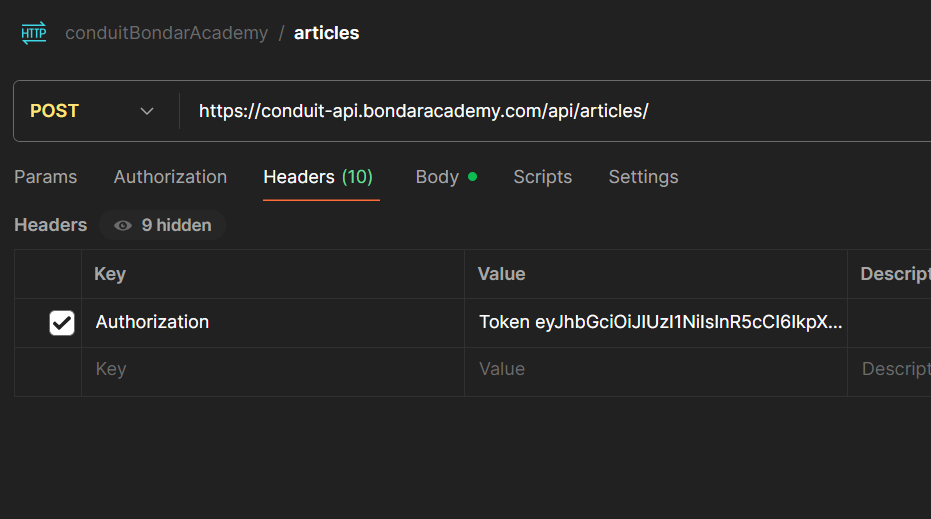 HTTP conduitBondarAcademy / articles
POST https://conduit-api.bondaracademy.com/api/articles/
Params Authorization Headers (10) Body Scripts Settings
Headers 9 hidden
Key Value Descript
Authorization Token eyJhbGciOiJIUzI1NiIsInR5cCI6IkpX...
Key Value Descript